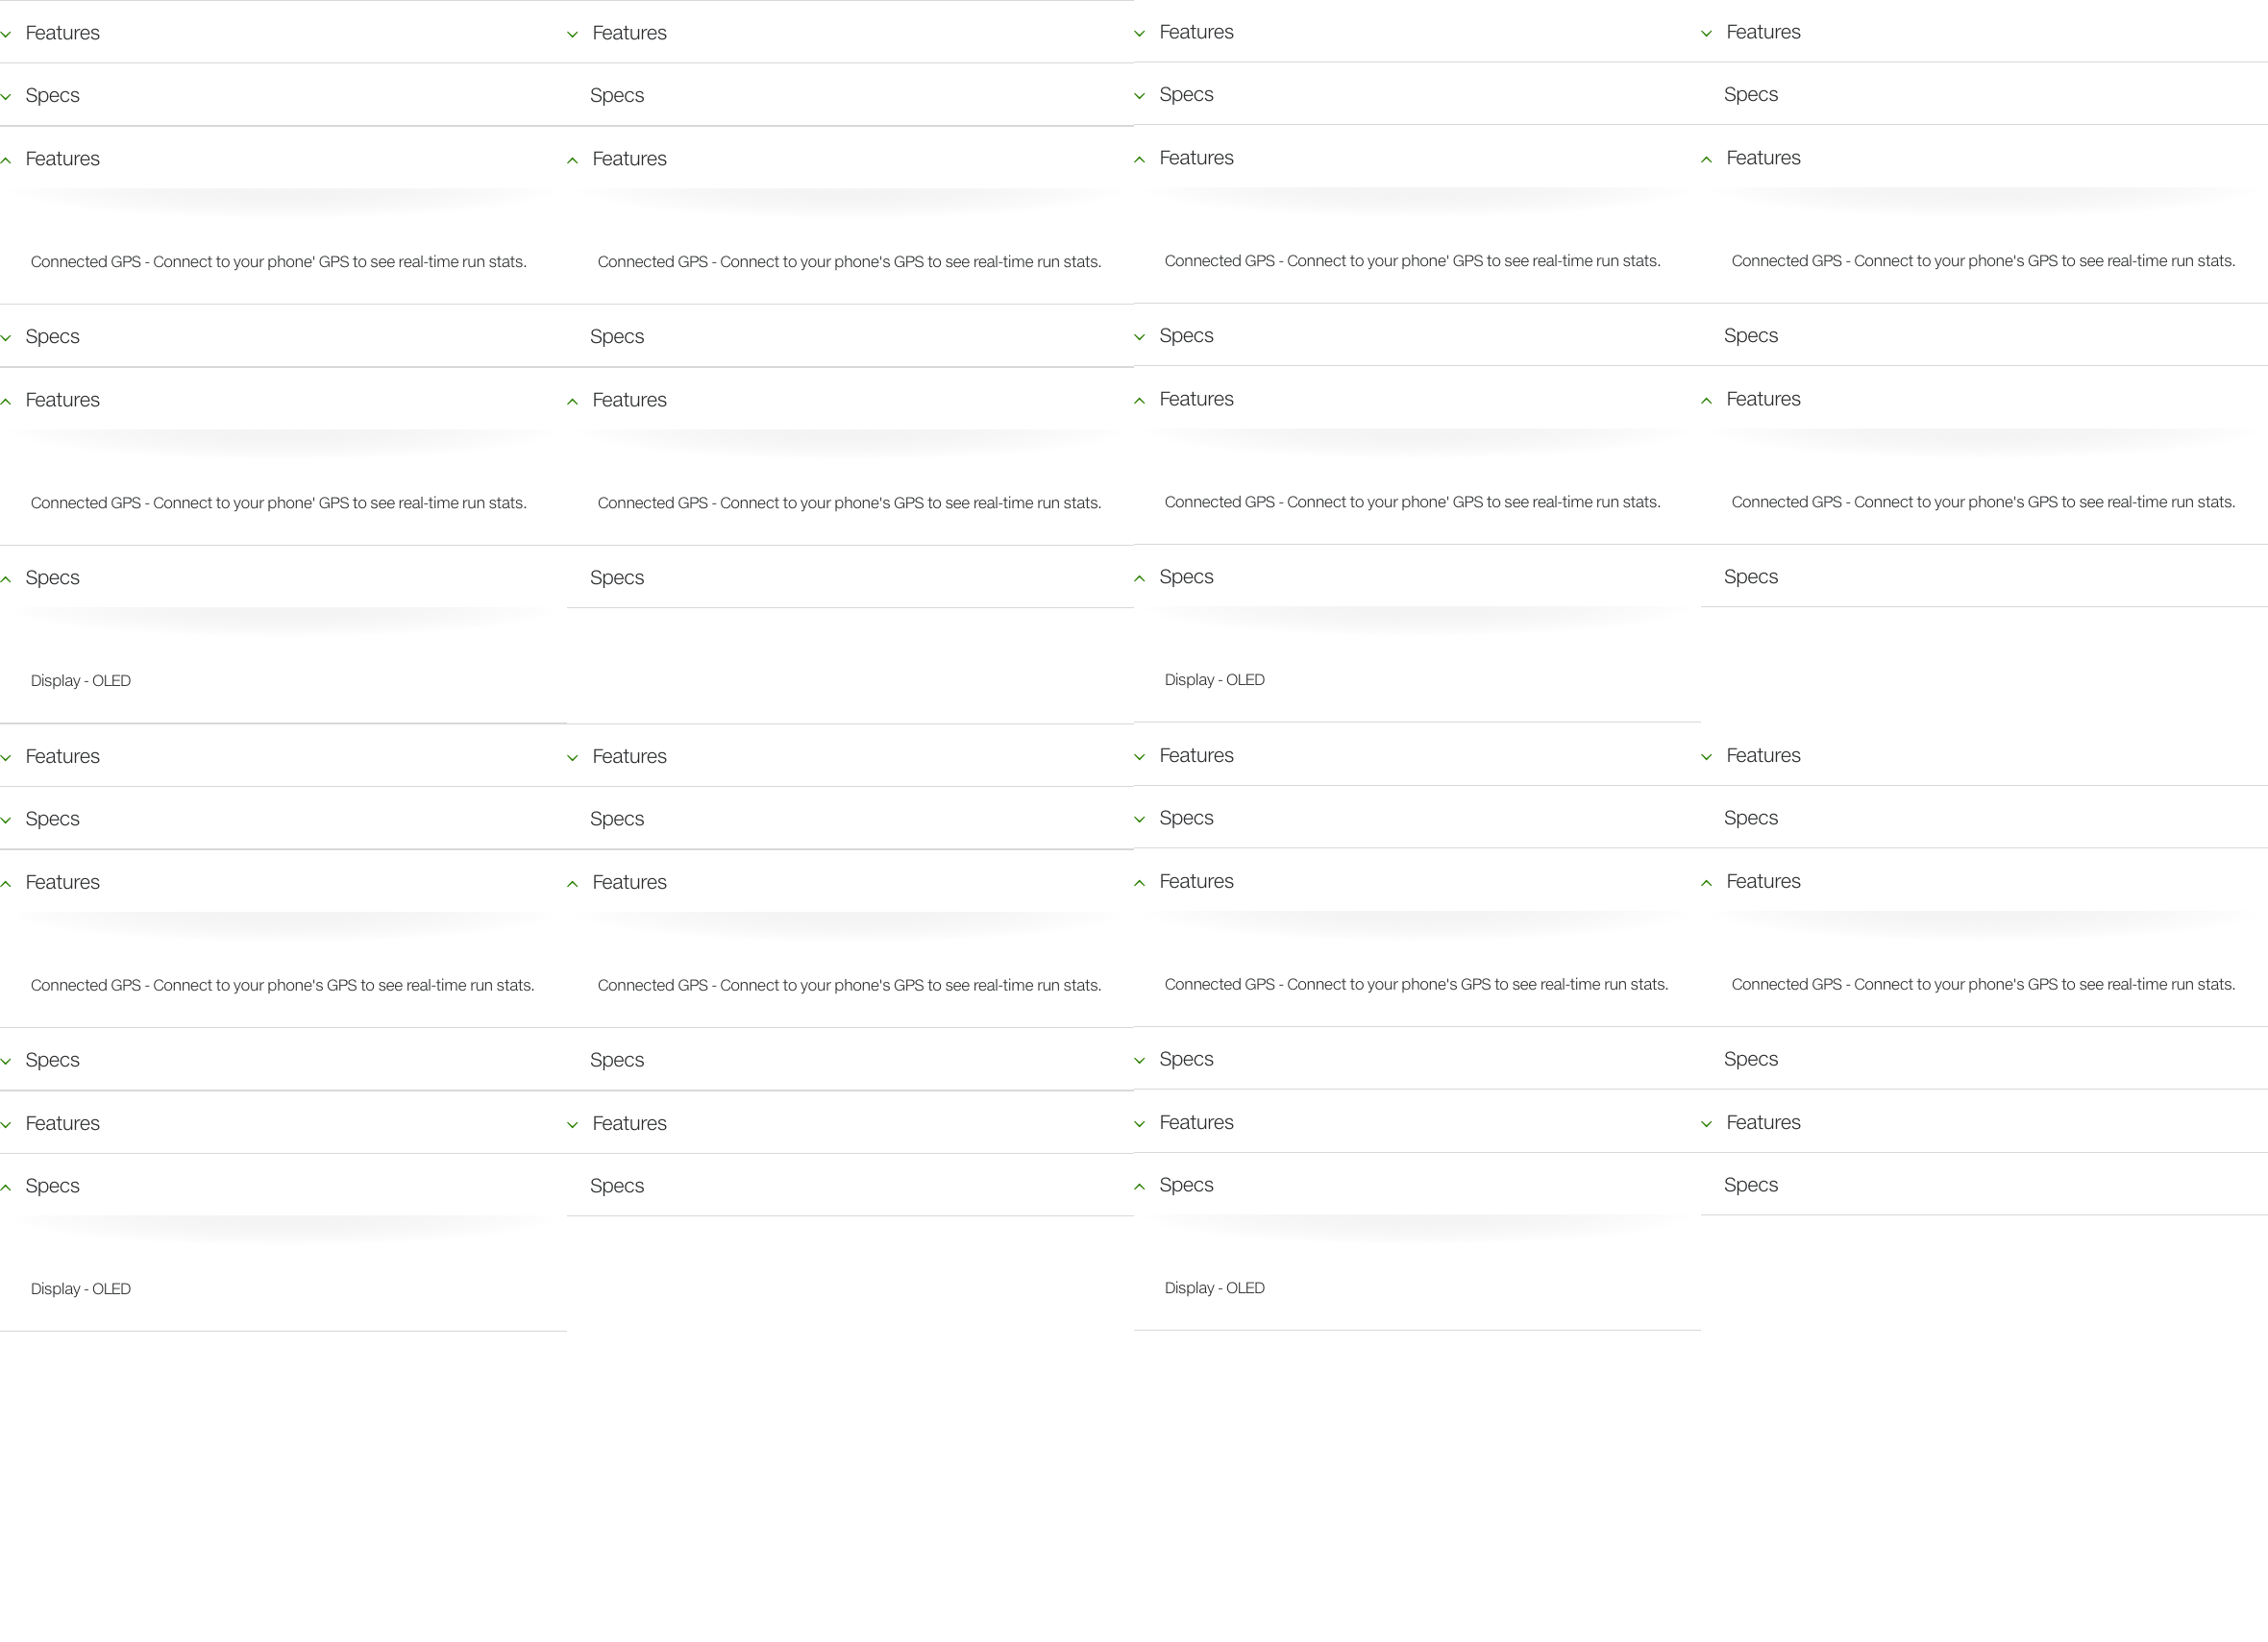 Features Features Features Features
Specs Specs Specs Specs
Features Features Features Features
Connected GPS - Connect to your phone' GPS to see real-time run stats. Connected GPS - Connect to your phone's GPS to see real-time run stats. Connected GPS - Connect to your phone' GPS to see real-time run stats. Connected GPS - Connect to your phone's GPS to see real-time run stats.
Specs Specs Specs Specs
Features Features Features Features
Connected GPS - Connect to your phone' GPS to see real-time run stats. Connected GPS - Connect to your phone's GPS to see real-time run stats. Connected GPS - Connect to your phone' GPS to see real-time run stats. Connected GPS - Connect to your phone's GPS to see real-time run stats.
Specs Specs Specs Specs
Display - OLED Display - OLED
Features Features Features Features
Specs Specs Specs Specs
Features Features Features Features
Connected GPS - Connect to your phone's GPS to see real-time run stats. Connected GPS - Connect to your phone's GPS to see real-time run stats. Connected GPS - Connect to your phone's GPS to see real-time run stats. Connected GPS - Connect to your phone's GPS to see real-time run stats.
Specs Specs Specs Specs
Features Features Features Features
Specs Specs Specs Specs
Display - OLED Display - OLED